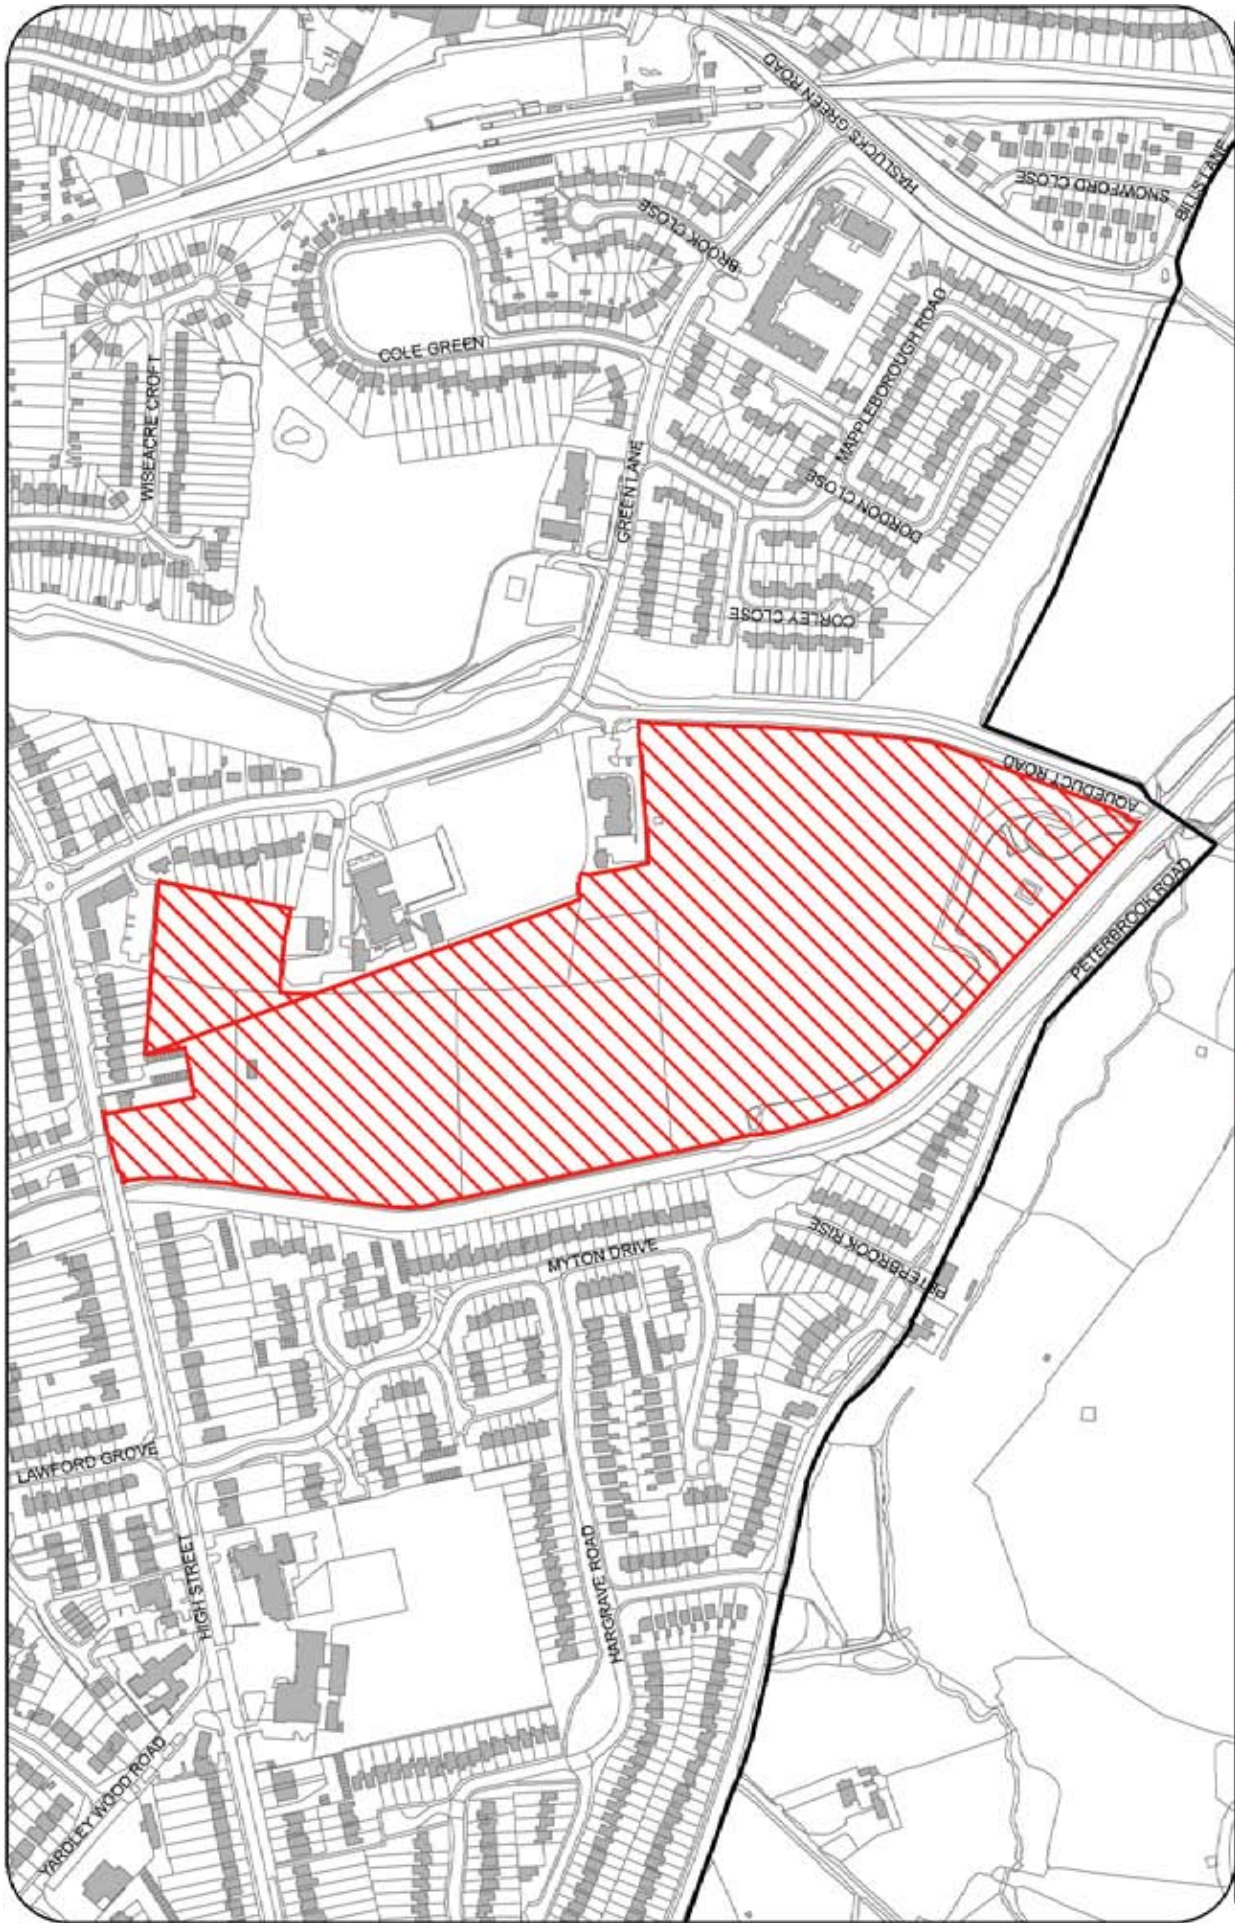 HASLUCKS GREEN ROAD
SNOWFORD CLOSE
BILLS LANE
BROOK CLOSE
COLE GREEN
WISEACRE CROFT
MAPPLEBOROUGH ROAD
GREEN LANE
DORDON CLOSE
CORLEY CLOSE
AQUEDUCT ROAD
PETERBROOK ROAD
PETERBROOK RISE
MYTON DRIVE
LAWFORD GROVE
HIGH STREET
HARGRAVE ROAD
YARDLEY WOOD ROAD